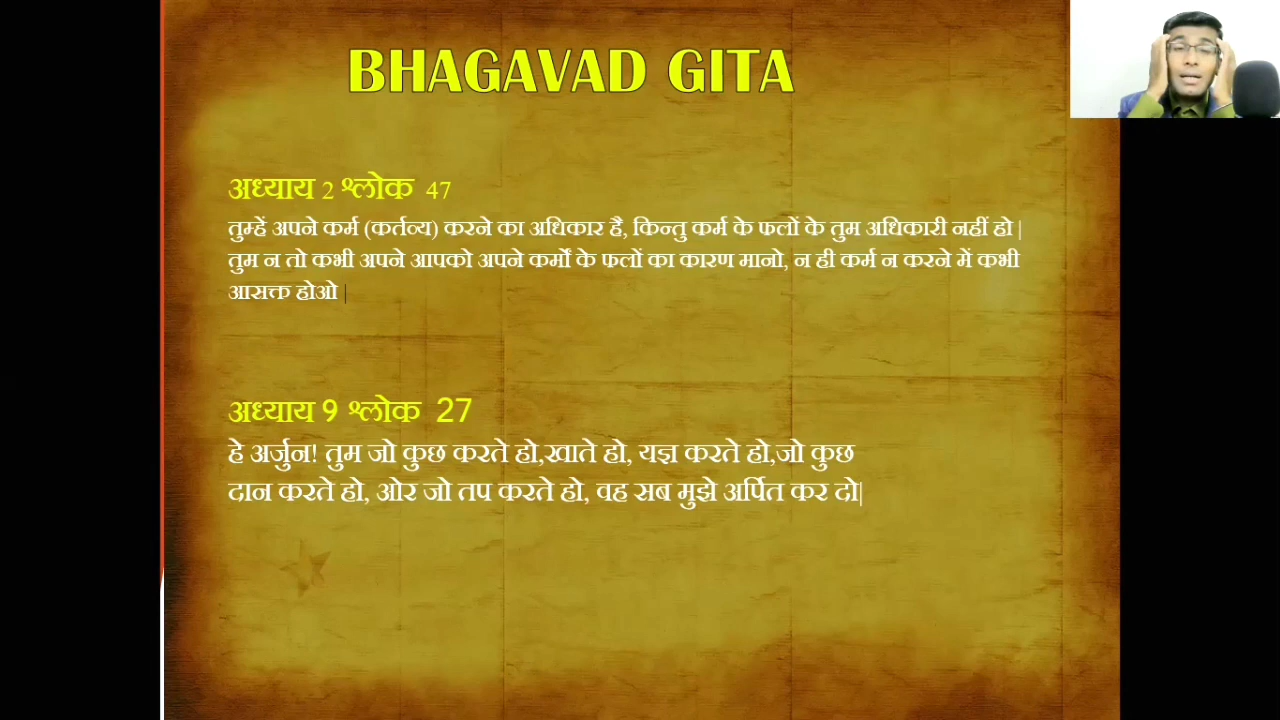 BHAGAVAD GITA
अध्याय 2 श्लोक 47
तुम्हें अपने कर्म (कर्तव्य) करने का अधिकार है, किन्तु कर्म के फलों के तुम अधिकारी नहीं हो |
तुम न तो कभी अपने आपको अपने कर्मों के फलों का कारण मानो, न ही कर्म न करने में कभी
आसक्त होओ |
अध्याय 9 श्लोक 27
हे अर्जुन! तुम जो कुछ करते हो,खाते हो, यज्ञ करते हो,जो कुछ
दान करते हो, ओर जो तप करते हो, वह सब मुझे अर्पित कर दो|